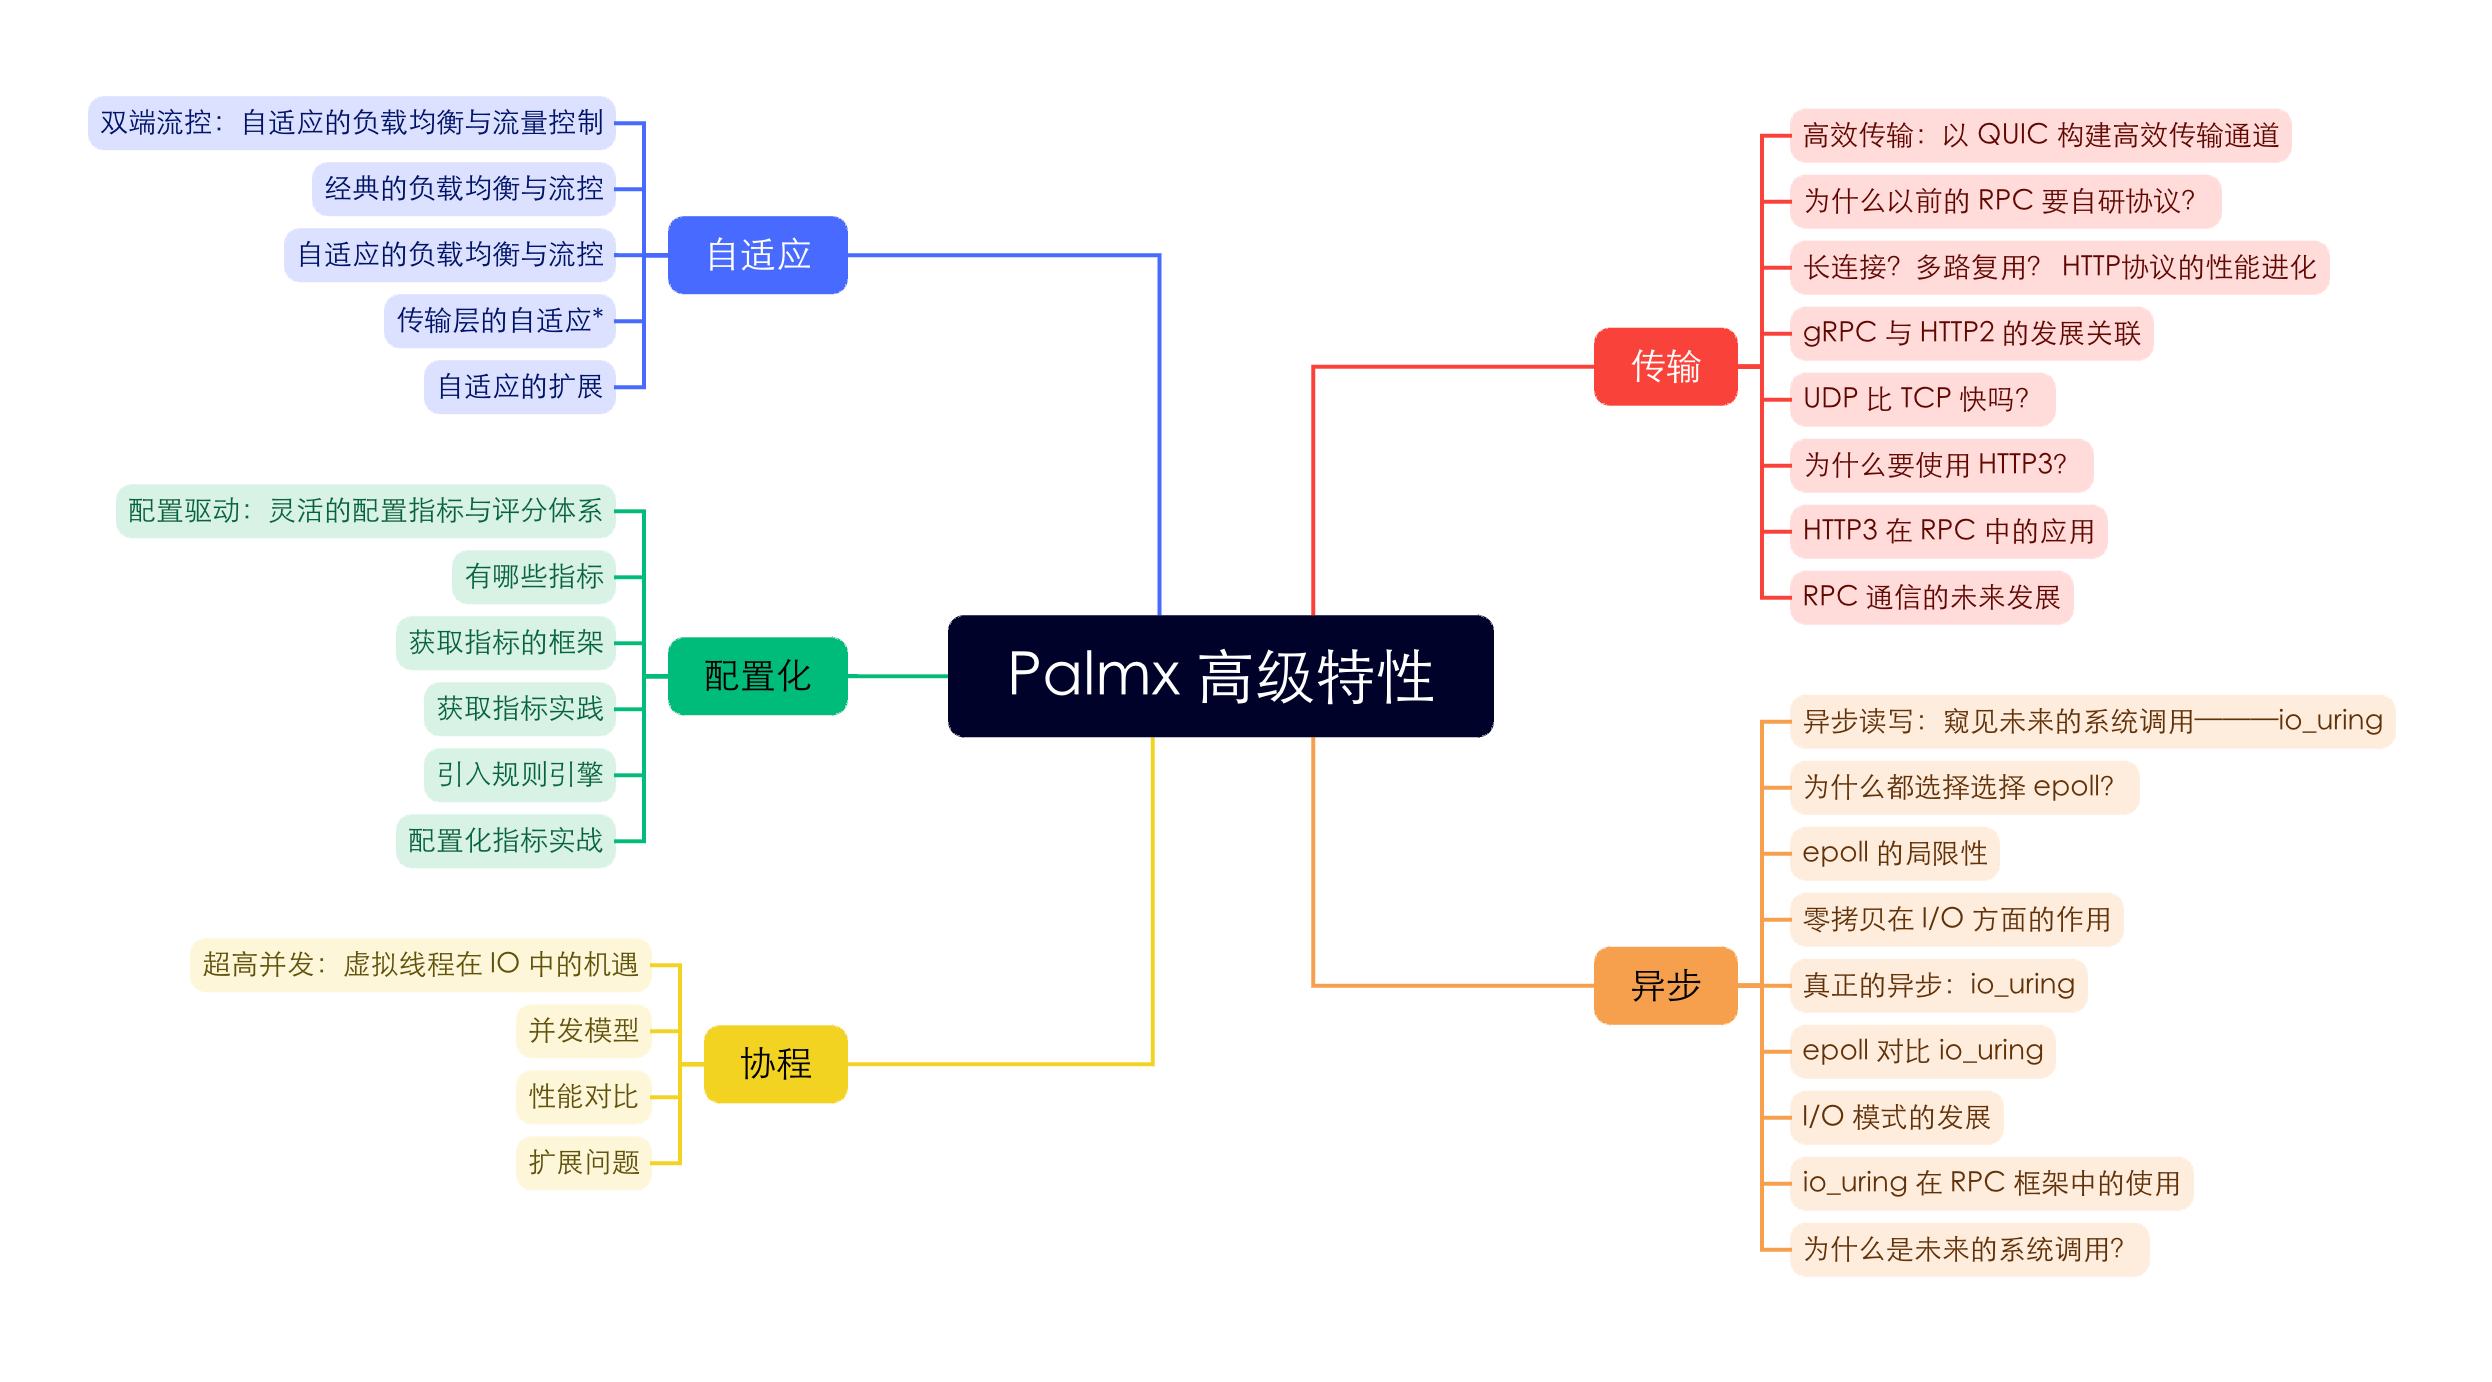 Palmx 高级特性
传输
高效传输：以 QUIC 构建高效传输通道
为什么以前的 RPC 要自研协议？
长连接？多路复用？ HTTP协议的性能进化
gRPC 与 HTTP2 的发展关联
UDP 比 TCP 快吗？
为什么要使用 HTTP3？
HTTP3 在 RPC 中的应用
RPC 通信的未来发展
异步
异步读写：窥见未来的系统调用———io_uring
为什么都选择选择 epoll？
epoll 的局限性
零拷贝在 I/O 方面的作用
真正的异步：io_uring
epoll 对比 io_uring
I/O 模式的发展
io_uring 在 RPC 框架中的使用
为什么是未来的系统调用？
自适应
双端流控：自适应的负载均衡与流量控制
经典的负载均衡与流控
自适应的负载均衡与流控
传输层的自适应*
自适应的扩展
配置化
配置驱动：灵活的配置指标与评分体系
有哪些指标
获取指标的框架
获取指标实践
引入规则引擎
配置化指标实战
协程
超高并发：虚拟线程在 IO 中的机遇
并发模型
性能对比
扩展问题